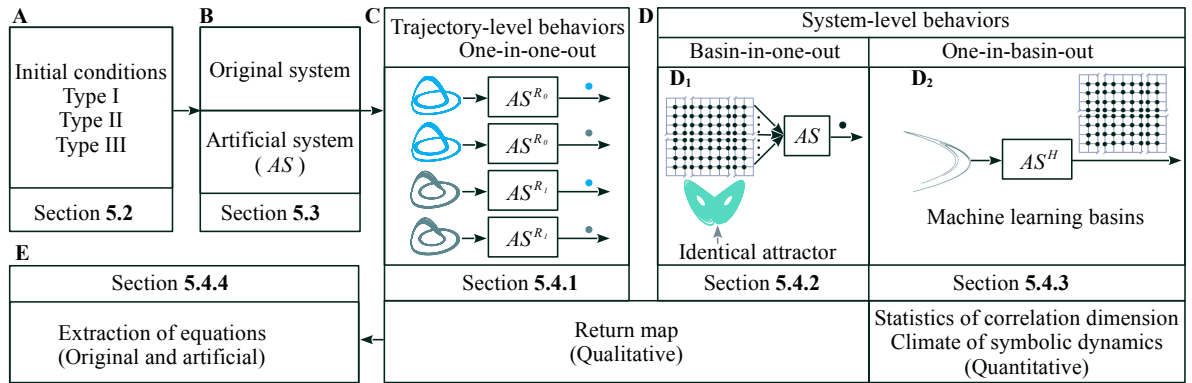 A
Initial conditions
Type I
Type II
Type III
Section 5.2
B
Original system
Artificial system
( AS )
Section 5.3
C
Trajectory-level behaviors
One-in-one-out
AS^{R_0}
AS^{R_0}
AS^{R_1}
AS^{R_1}
Section 5.4.1
D
System-level behaviors
Basin-in-one-out
D₁
AS
Identical attractor
Section 5.4.2
One-in-basin-out
D₂
AS^H
Machine learning basins
Section 5.4.3
E
Section 5.4.4
Extraction of equations
(Original and artificial)
Return map
(Qualitative)
Statistics of correlation dimension
Climate of symbolic dynamics
(Quantitative)